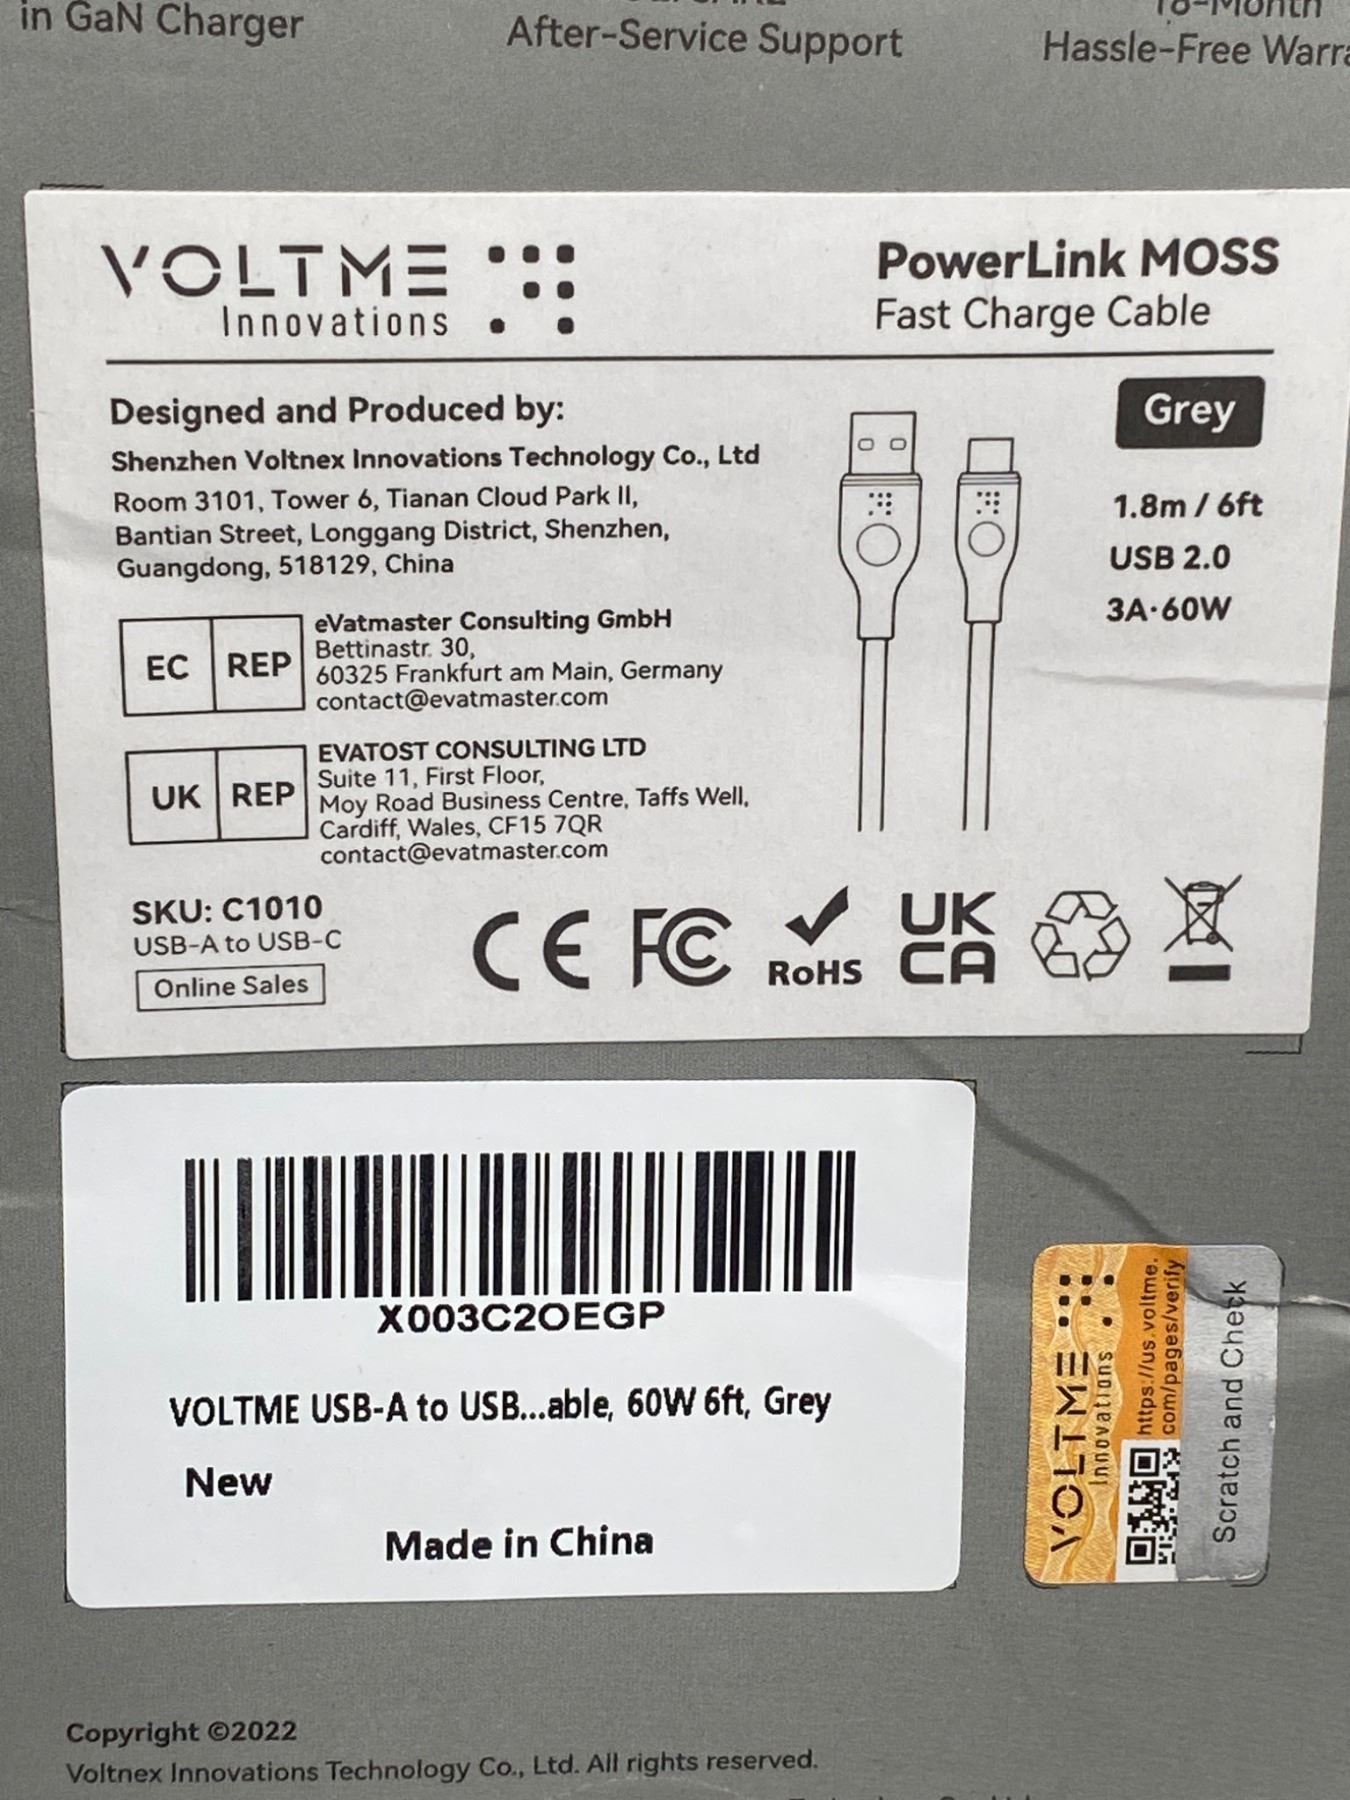 in GaN Charger
After-Service Support
18-Month
Hassle-Free
VOLTME
Innovations
PowerLink MOSS
Fast Charge Cable
Designed and Produced by:
Shenzhen Voltnex Innovations Technology Co., Ltd
Room 3101, Tower 6, Tianan Cloud Park II,
Bantian Street, Longgang District, Shenzhen,
Guangdong, 518129, China
Grey
1.8m / 6ft
USB 2.0
3A·60W
EC REP
eVatmaster Consulting GmbH
Bettinastr. 30,
60325 Frankfurt am Main, Germany
contact@evatmaster.com
UK REP
EVATOST CONSULTING LTD
Suite 11, First Floor,
Moy Road Business Centre, Taffs Well,
Cardiff, Wales, CF15 7QR
contact@evatmaster.com
SKU: C1010
USB-A to USB-C
Online Sales
CE FC RoHS UK CA
X003C2OEGP
VOLTME USB-A to USB...able, 60W 6ft, Grey
New
Made in China
VOLTME
Innovations
https://us.voltme.
com/pages/verify
Scratch and Check
Copyright ©2022
Voltnex Innovations Technology Co., Ltd. All rights reserved.